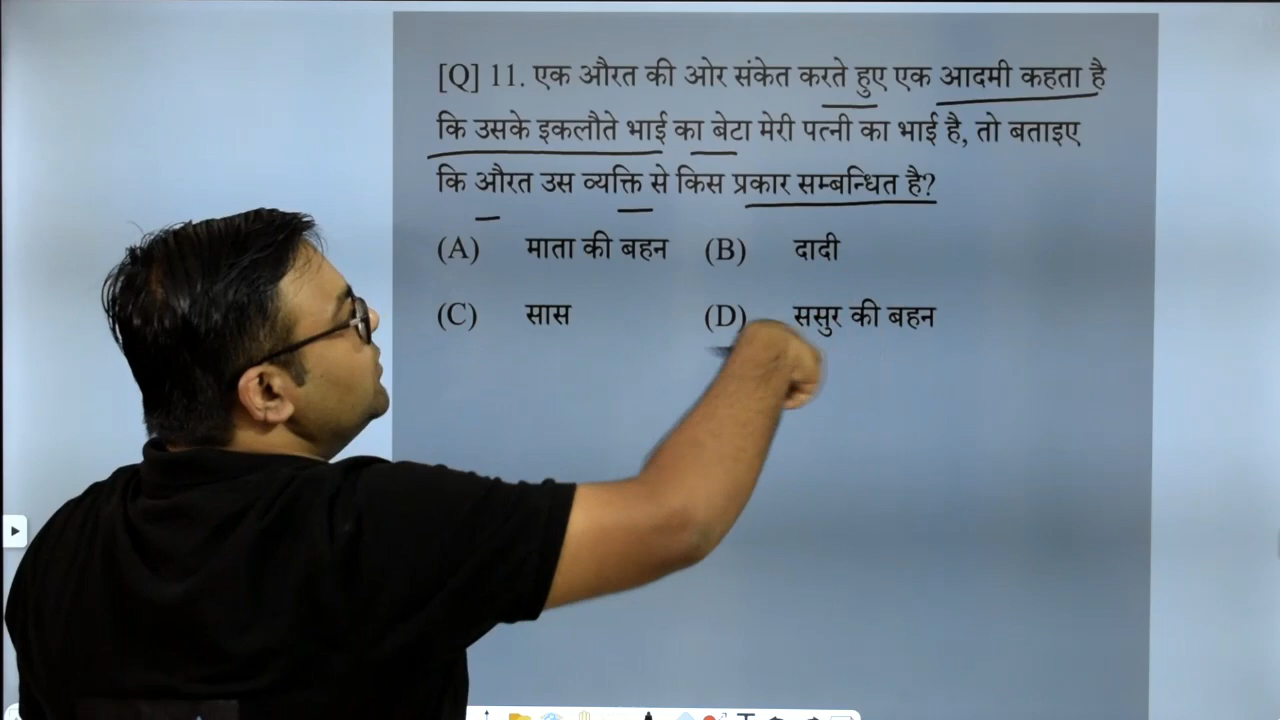 [Q] 11. एक औरत की ओर संकेत करते हुए एक आदमी कहता है
कि उसके इकलौते भाई का बेटा मेरी पत्नी का भाई है, तो बताइए
कि औरत उस व्यक्ति से किस प्रकार सम्बन्धित है?
(A) माता की बहन (B) दादी
(C) सास (D) ससुर की बहन